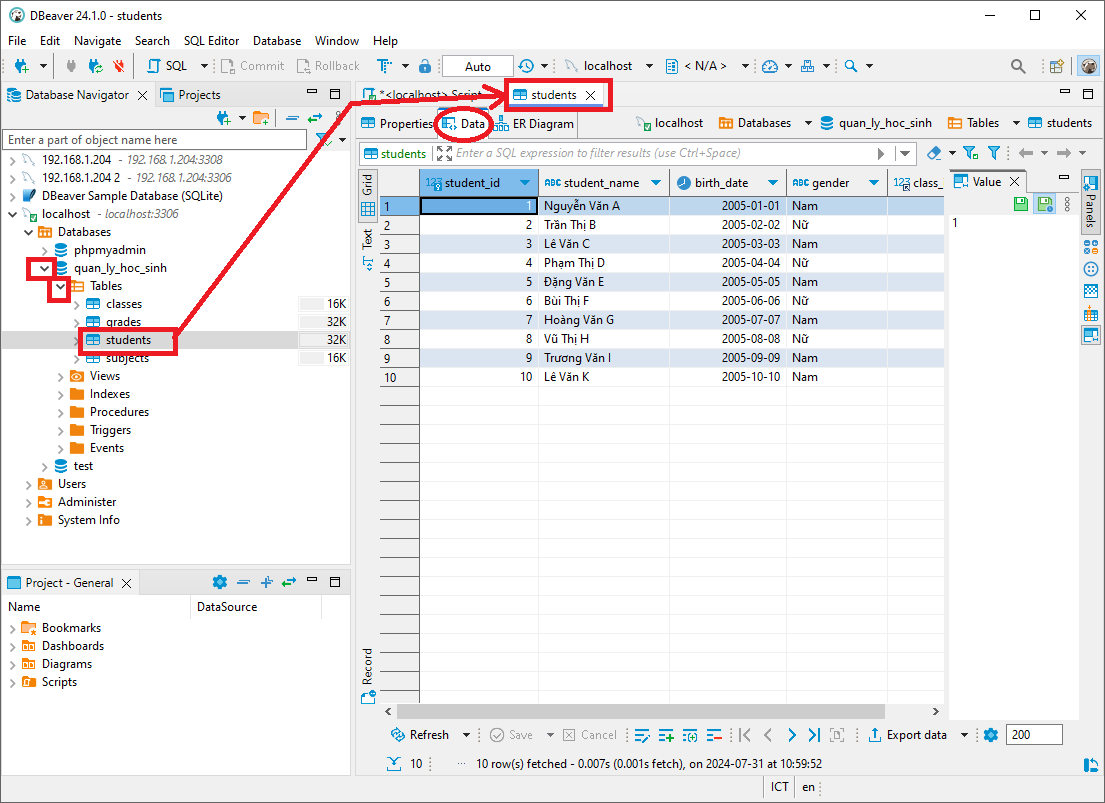 DBeaver 24.1.0 - students
File Edit Navigate Search SQL Editor Database Window Help
SQL Commit Rollback Auto localhost < N/A >
Database Navigator Projects
Enter a part of object name here
192.168.1.204 - 192.168.1.204:3308
192.168.1.204 2 - 192.168.1.204:3306
DBeaver Sample Database (SQLite)
localhost - localhost:3306
Databases
phpmyadmin
quan_ly_hoc_sinh
Tables
classes 16K
grades 32K
students 32K
subjects 16K
Views
Indexes
Procedures
Triggers
Events
test
Users
Administer
System Info
Project - General
Name DataSource
Bookmarks
Dashboards
Diagrams
Scripts
*<localhost> Script students
Properties Data ER Diagram localhost Databases quan_ly_hoc_sinh Tables students
students Enter a SQL expression to filter results (use Ctrl+Space)
Grid
Text
Record
123 student_id ABC student_name birth_date ABC gender 123 class_
1 1 Nguyễn Văn A 2005-01-01 Nam
2 2 Trần Thị B 2005-02-02 Nữ
3 3 Lê Văn C 2005-03-03 Nam
4 4 Phạm Thị D 2005-04-04 Nữ
5 5 Đặng Văn E 2005-05-05 Nam
6 6 Bùi Thị F 2005-06-06 Nữ
7 7 Hoàng Văn G 2005-07-07 Nam
8 8 Vũ Thị H 2005-08-08 Nữ
9 9 Trương Văn I 2005-09-09 Nam
10 10 Lê Văn K 2005-10-10 Nam
Value
1
Panels
Refresh Save Cancel Export data 200
10 10 row(s) fetched - 0.007s (0.001s fetch), on 2024-07-31 at 10:59:52
ICT en